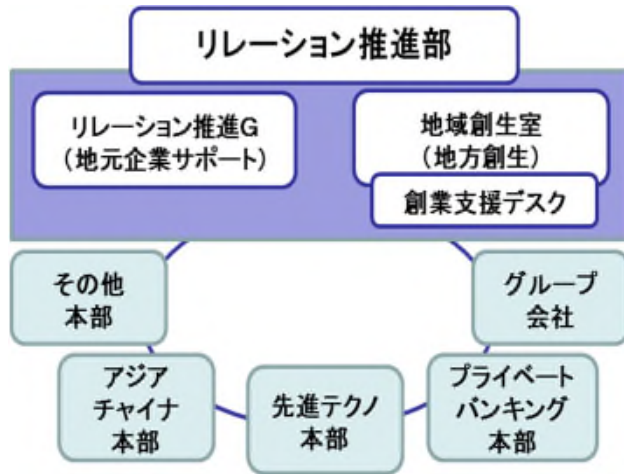 リレーション推進部
リレーション推進G
（地元企業サポート）
地域創生室
（地方創生）
創業支援デスク
その他
本部
グループ
会社
アジア
チャイナ
本部
先進テクノ
本部
プライベート
バンキング
本部